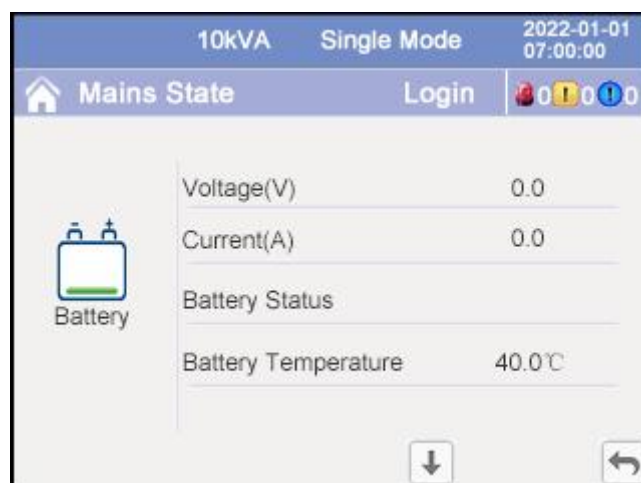 10kVA Single Mode 2022-01-01
07:00:00
Mains State Login 0 0 0
Voltage(V) 0.0
Current(A) 0.0
Battery Status
Battery
Battery Temperature 40.0℃